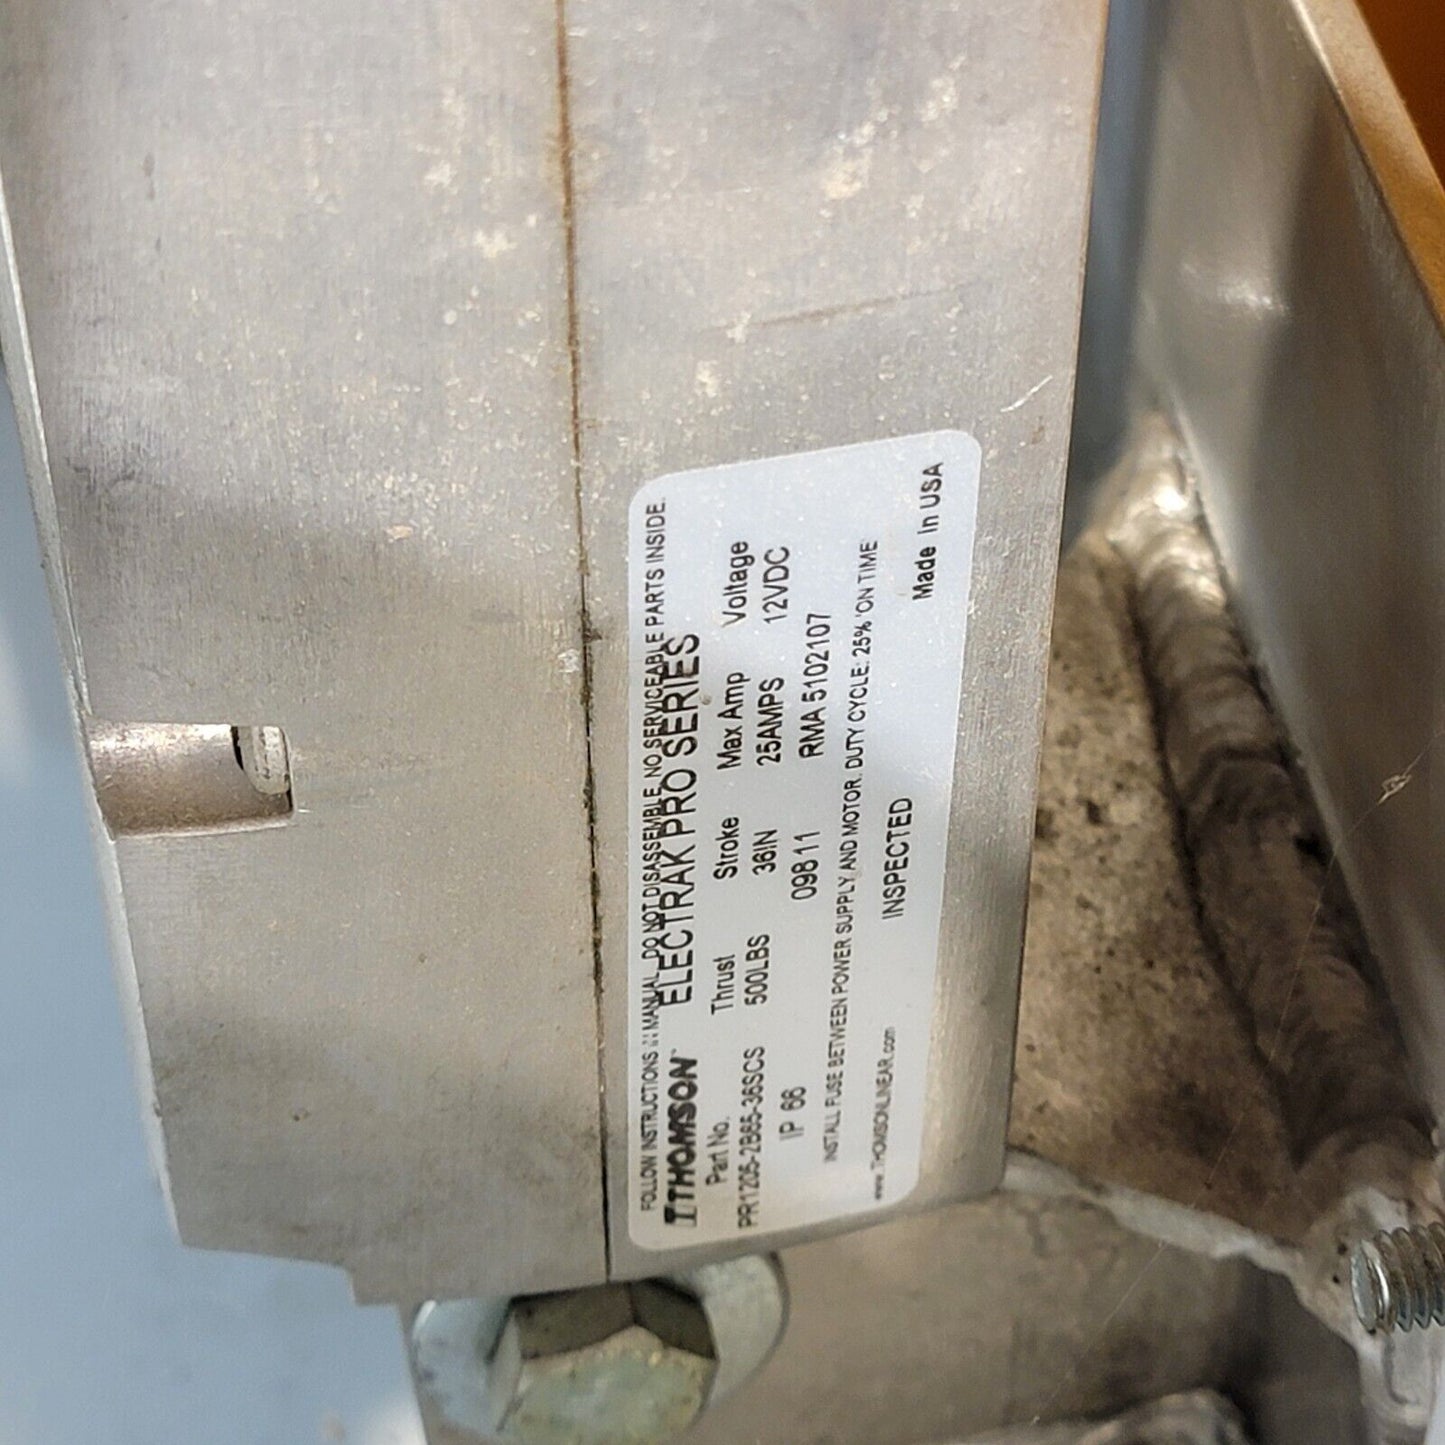 FOLLOW INSTRUCTIONS IN MANUAL. DO NOT DISASSEMBLE, NO SERVICEABLE PARTS INSIDE.
THOMSON ELECTRAK PRO SERIES
Part No. Thrust Stroke Max Amp Voltage
PR1205-2B65-36SCS 500LBS 36IN 25AMPS 12VDC
IP 66 09811 RMA 5102107
INSTALL FUSE BETWEEN POWER SUPPLY AND MOTOR. DUTY CYCLE: 25% 'ON TIME'
INSPECTED
www.THOMSONLINEAR.com Made In USA